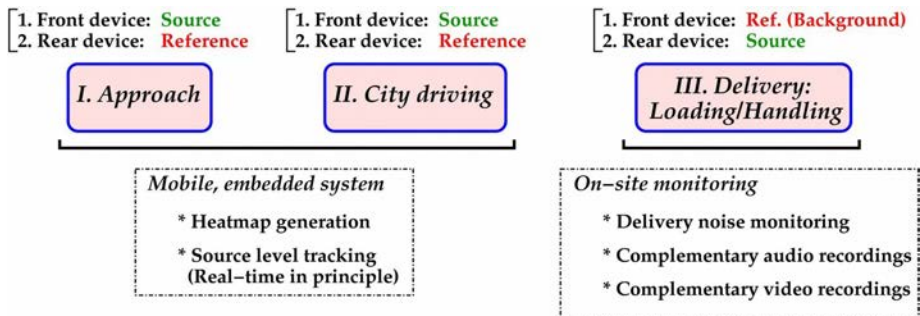 1. Front device: Source
2. Rear device: Reference
1. Front device: Source
2. Rear device: Reference
1. Front device: Ref. (Background)
2. Rear device: Source
I. Approach
II. City driving
III. Delivery:
Loading/Handling
Mobile, embedded system
* Heatmap generation
* Source level tracking
(Real−time in principle)
On−site monitoring
* Delivery noise monitoring
* Complementary audio recordings
* Complementary video recordings